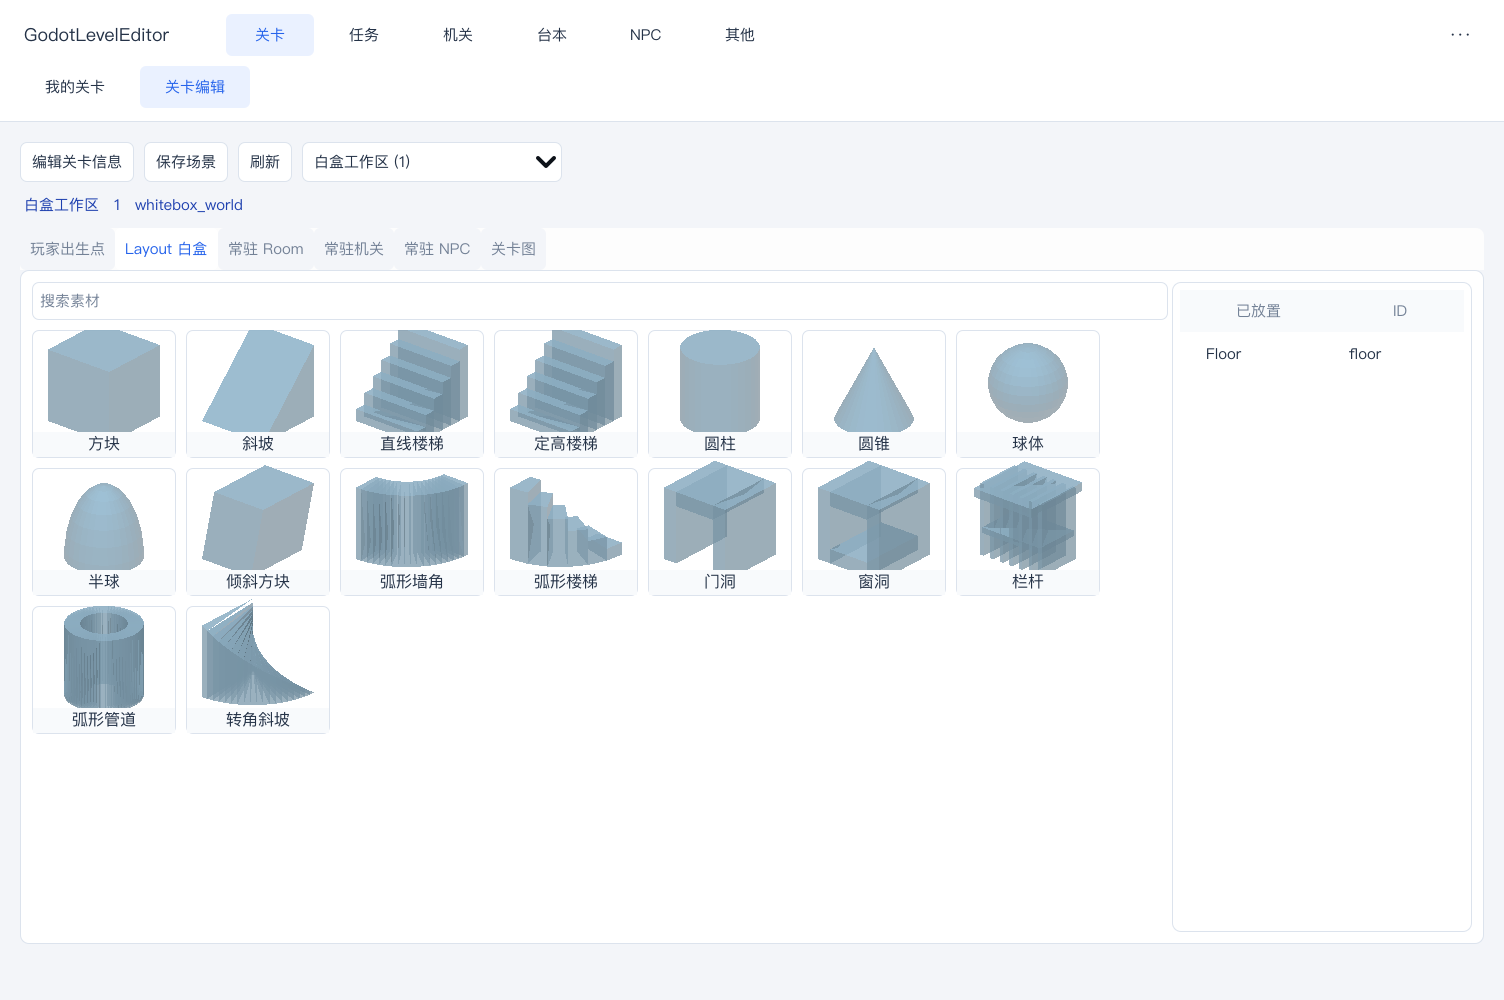 GodotLevelEditor 关卡 任务 机关 台本 NPC 其他 ···
我的关卡 关卡编辑
编辑关卡信息 保存场景 刷新 白盒工作区 (1)
白盒工作区 1 whitebox_world
玩家出生点 Layout 白盒 常驻 Room 常驻机关 常驻 NPC 关卡图
搜索素材
已放置 ID
Floor floor
方块 斜坡 直线楼梯 定高楼梯 圆柱 圆锥 球体
半球 倾斜方块 弧形墙角 弧形楼梯 门洞 窗洞 栏杆
弧形管道 转角斜坡